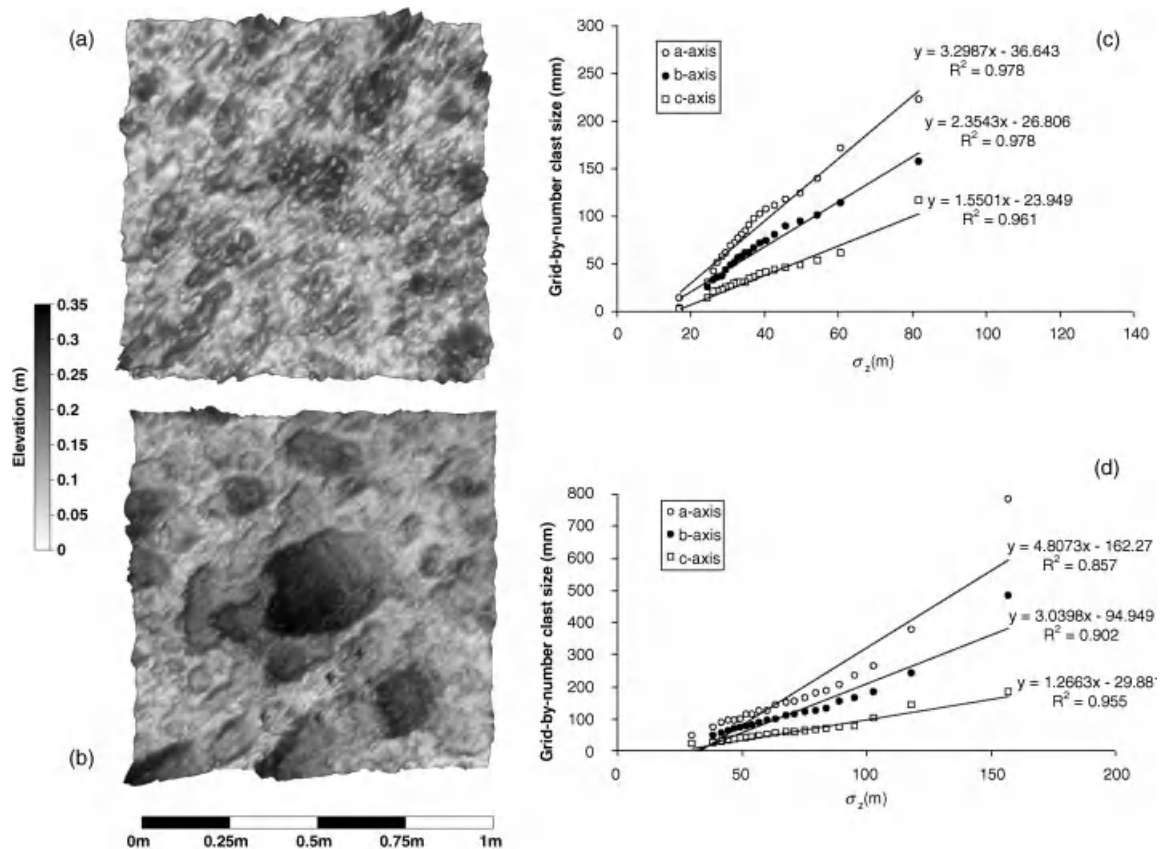 (a)
0.35
0.3
0.25
0.2
0.15
0.1
0.05
0
Elevation (m)
(b)
0m 0.25m 0.5m 0.75m 1m
(c)
a-axis
b-axis
c-axis
y = 3.2987x - 36.643
R² = 0.978
y = 2.3543x - 26.806
R² = 0.978
y = 1.5501x - 23.949
R² = 0.961
Grid-by-number clast size (mm)
300
250
200
150
100
50
0
0 20 40 60 80 100 120 140
σz(m)
(d)
a-axis
b-axis
c-axis
y = 4.8073x - 162.27
R² = 0.857
y = 3.0398x - 94.949
R² = 0.902
y = 1.2663x - 29.887
R² = 0.955
Grid-by-number clast size (mm)
800
700
600
500
400
300
200
100
0
0 50 100 150 200
σz(m)